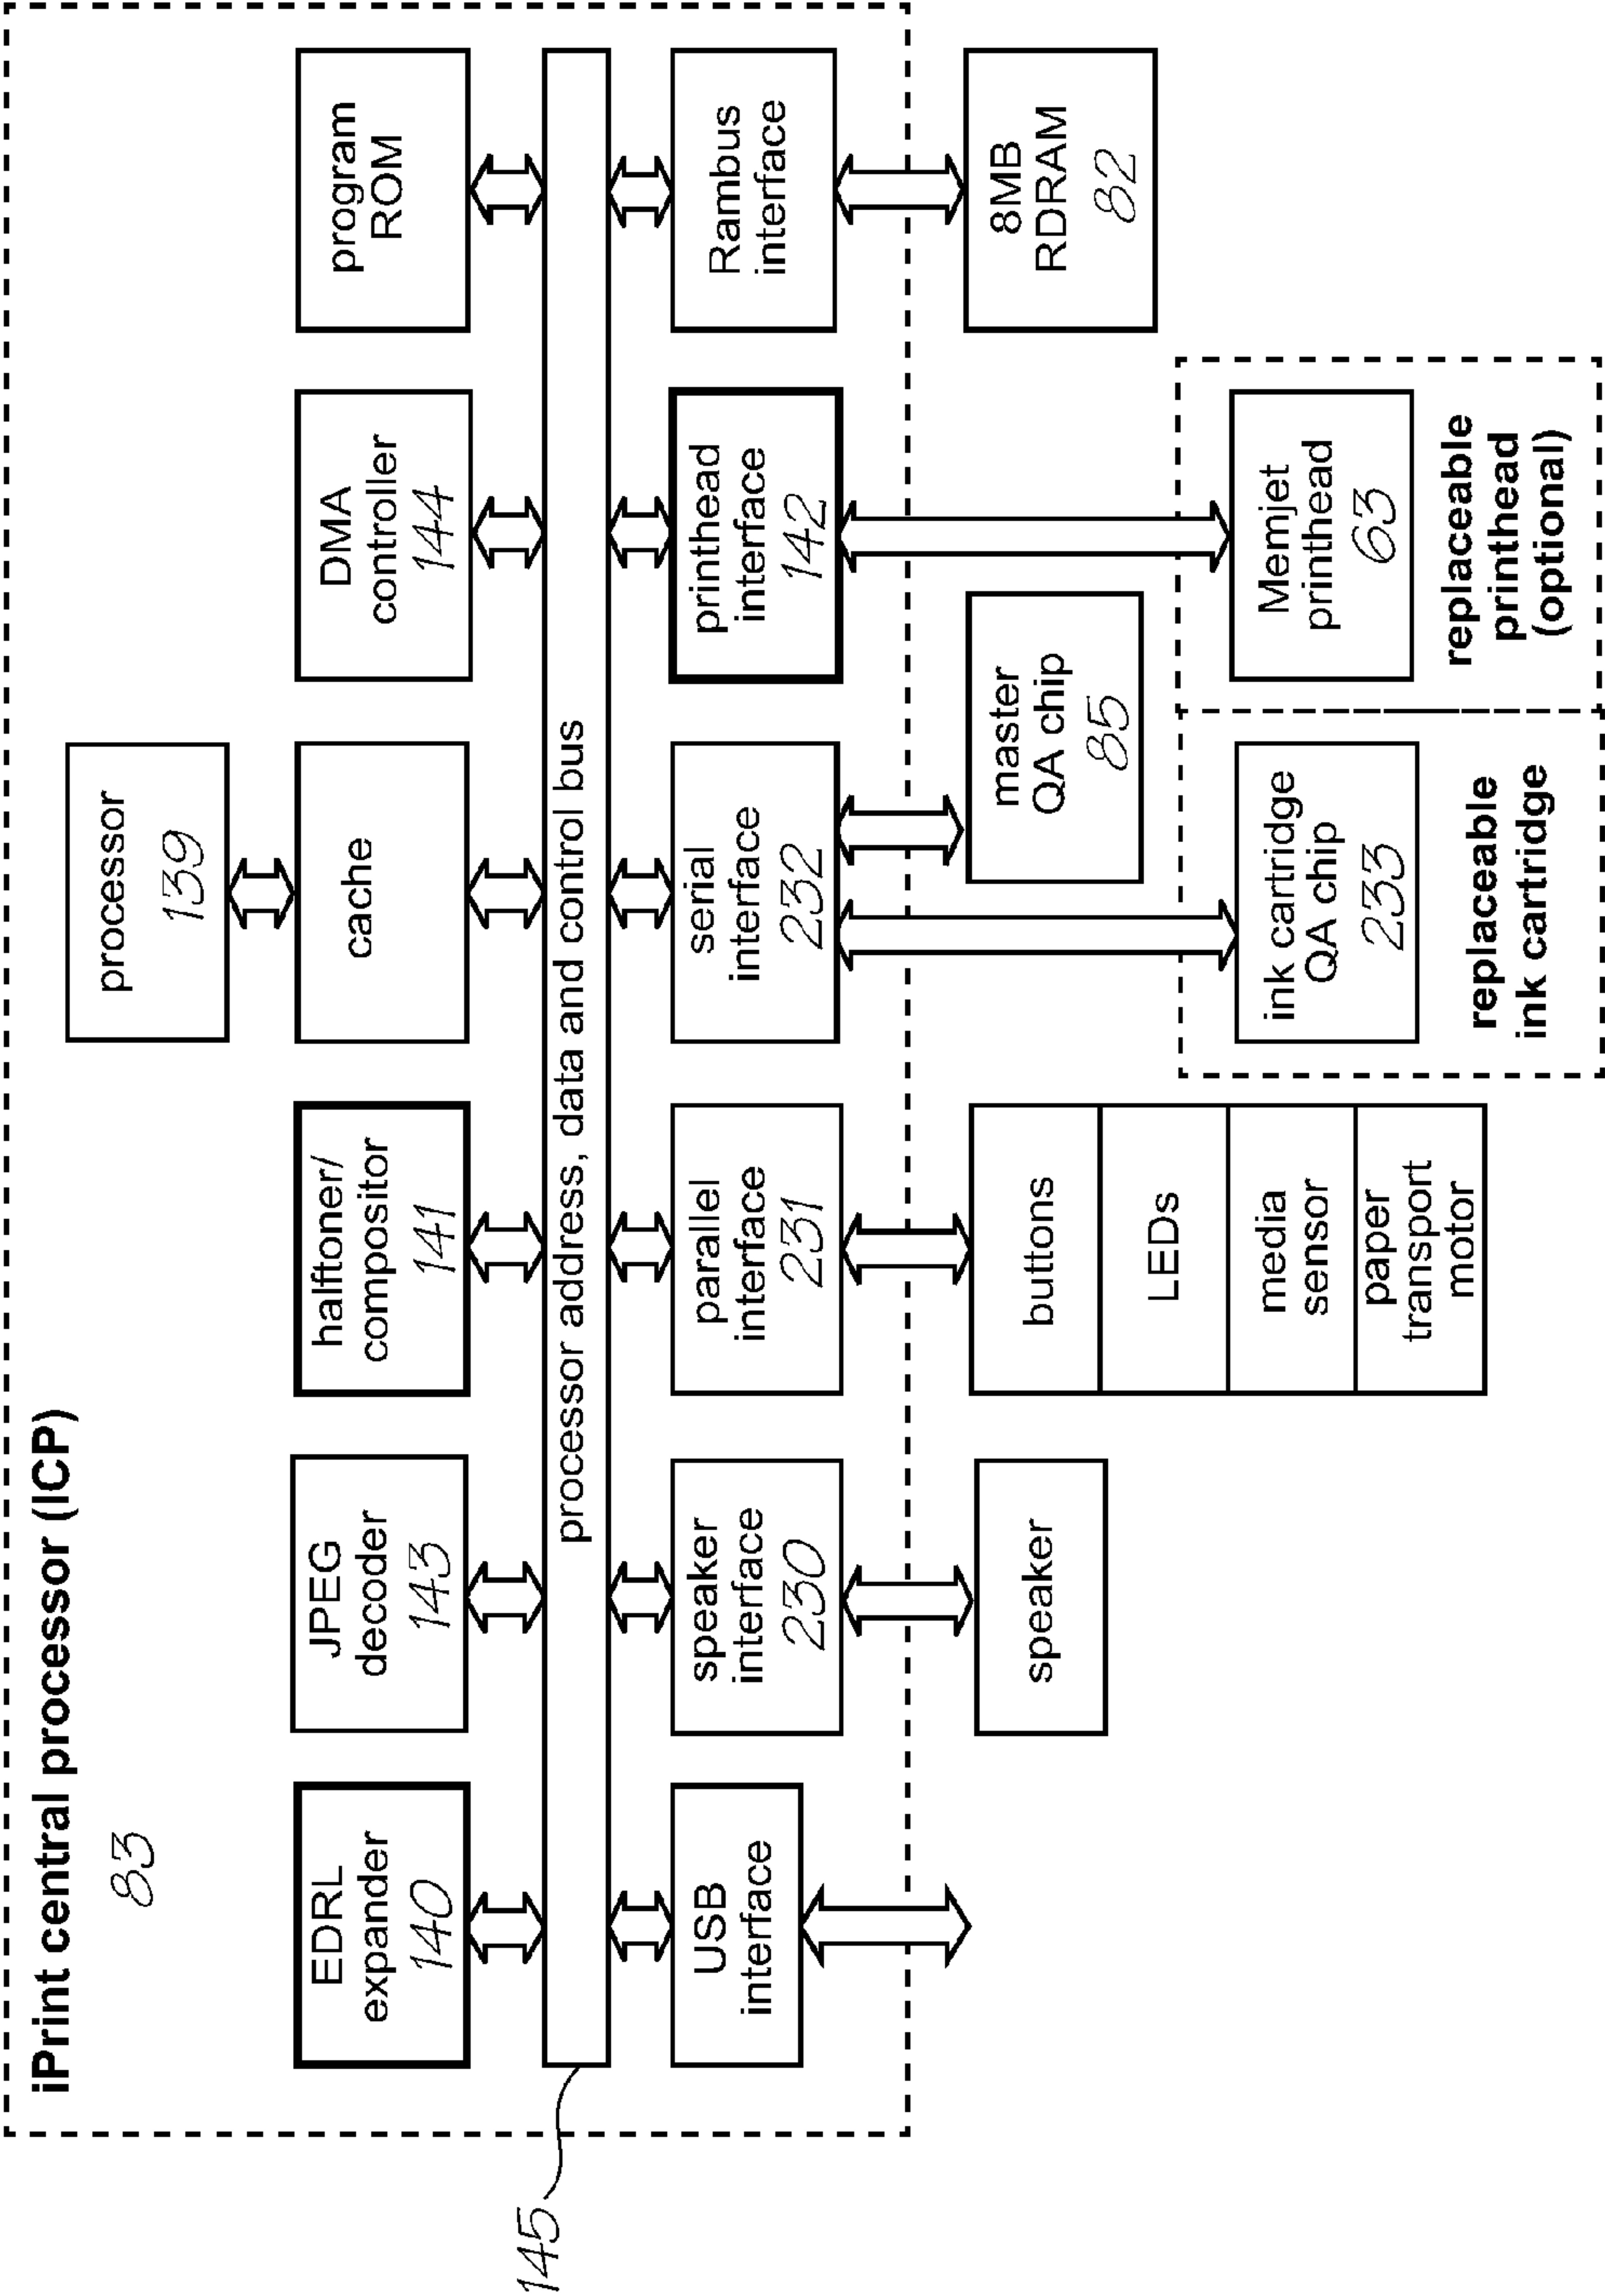 iPrint central processor (ICP)
83
processor
139
EDRL
expander
140
JPEG
decoder
143
halftoner/
compositor
141
cache
DMA
controller
144
program
ROM
145
processor address, data and control bus
USB
interface
speaker
interface
230
parallel
interface
231
serial
interface
232
printhead
interface
142
Rambus
interface
speaker
buttons
LEDs
media
sensor
paper
transport
motor
master
QA chip
85
8MB
RDRAM
82
ink cartridge
QA chip
233
replaceable
ink cartridge
Memjet
printhead
63
replaceable
printhead
(optional)